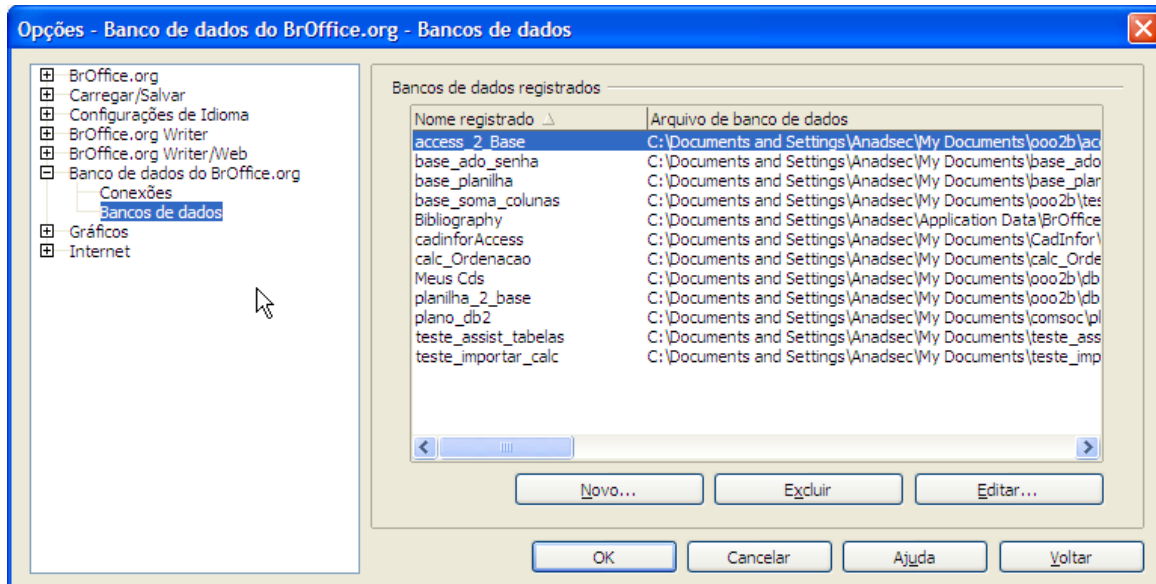 Opções - Banco de dados do BrOffice.org - Bancos de dados
BrOffice.org
Carregar/Salvar
Configurações de Idioma
BrOffice.org Writer
BrOffice.org Writer/Web
Banco de dados do BrOffice.org
Conexões
Bancos de dados
Gráficos
Internet
Bancos de dados registrados
Nome registrado Arquivo de banco de dados
access_2_Base C:\Documents and Settings\Anadsec\My Documents\ooo2b\acc
base_ado_senha C:\Documents and Settings\Anadsec\My Documents\base_ado
base_planilha C:\Documents and Settings\Anadsec\My Documents\base_plar
base_soma_colunas C:\Documents and Settings\Anadsec\My Documents\ooo2b\tes
Bibliography C:\Documents and Settings\Anadsec\Application Data\BrOffice
cadinforAccess C:\Documents and Settings\Anadsec\My Documents\CadInfor\
calc_Ordenacao C:\Documents and Settings\Anadsec\My Documents\calc_Orde
Meus Cds C:\Documents and Settings\Anadsec\My Documents\ooo2b\db
planilha_2_base C:\Documents and Settings\Anadsec\My Documents\ooo2b\db
plano_db2 C:\Documents and Settings\Anadsec\My Documents\comsoc\pl
teste_assist_tabelas C:\Documents and Settings\Anadsec\My Documents\teste_ass
teste_importar_calc C:\Documents and Settings\Anadsec\My Documents\teste_imp
Novo... Excluir Editar...
OK Cancelar Ajuda Voltar